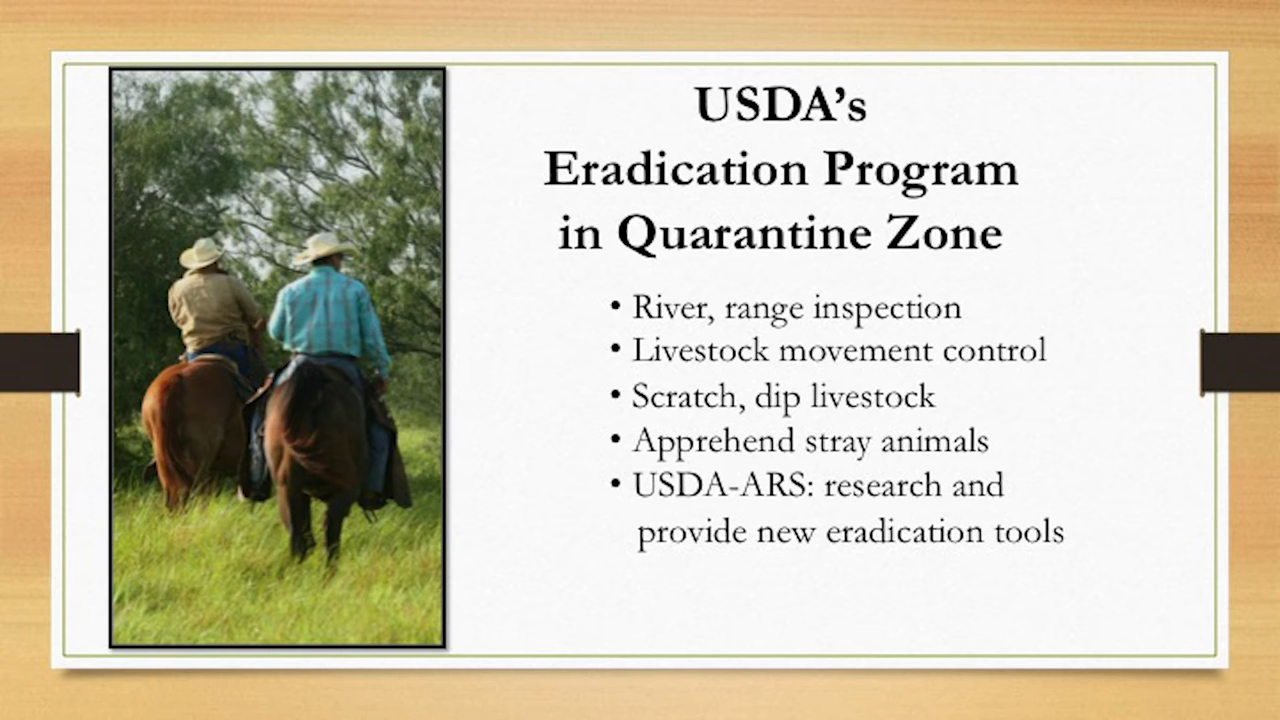 USDA’s
Eradication Program
in Quarantine Zone
• River, range inspection
• Livestock movement control
• Scratch, dip livestock
• Apprehend stray animals
• USDA-ARS: research and
provide new eradication tools